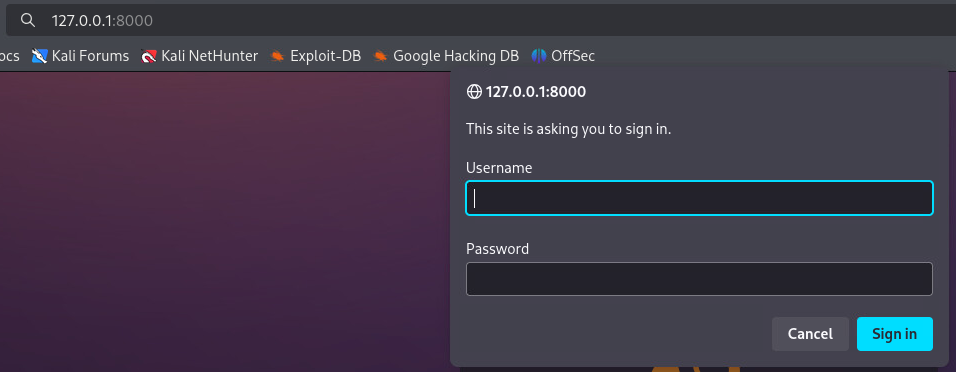 127.0.0.1:8000
ocs Kali Forums Kali NetHunter Exploit-DB Google Hacking DB OffSec
127.0.0.1:8000
This site is asking you to sign in.
Username
Password
Cancel Sign in